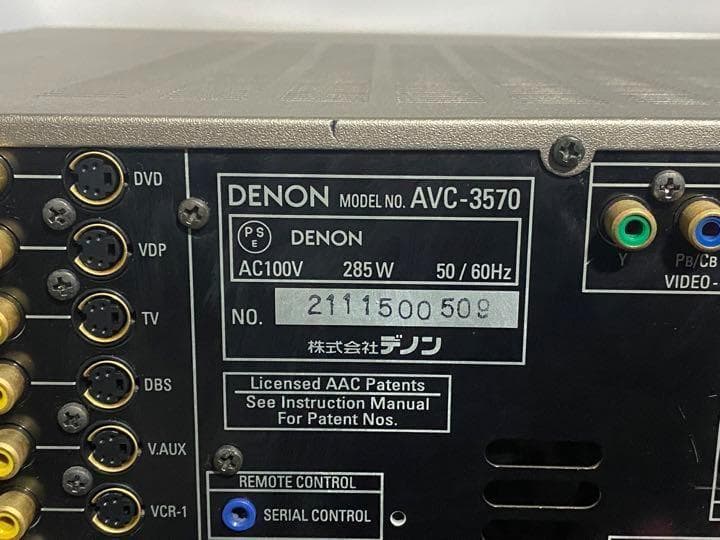 DVD
VDP
TV
DBS
V.AUX
VCR-1
DENON MODEL NO. AVC-3570
PS
E
DENON
AC100V 285W 50 / 60Hz
NO. 2111500509
株式会社デノン
Licensed AAC Patents
See Instruction Manual
For Patent Nos.
REMOTE CONTROL
SERIAL CONTROL
Y
PB/CB
VIDEO-